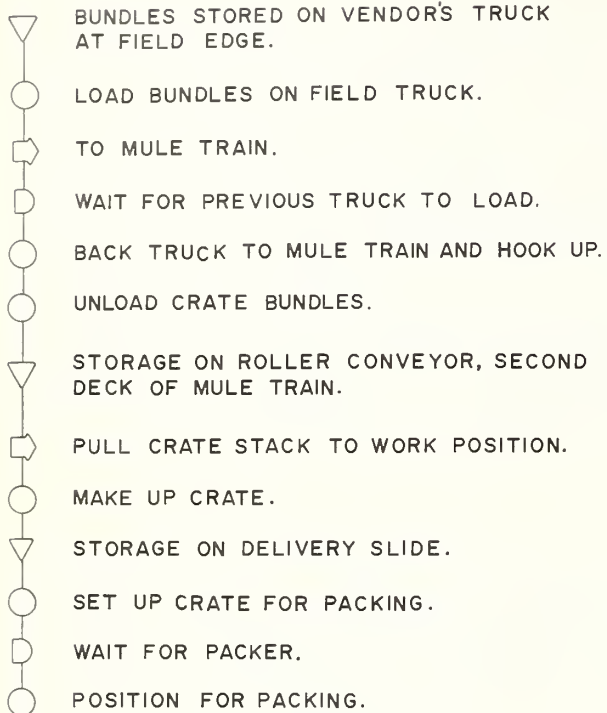 BUNDLES STORED ON VENDOR'S TRUCK
AT FIELD EDGE.
LOAD BUNDLES ON FIELD TRUCK.
TO MULE TRAIN.
WAIT FOR PREVIOUS TRUCK TO LOAD.
BACK TRUCK TO MULE TRAIN AND HOOK UP.
UNLOAD CRATE BUNDLES.
STORAGE ON ROLLER CONVEYOR, SECOND
DECK OF MULE TRAIN.
PULL CRATE STACK TO WORK POSITION.
MAKE UP CRATE.
STORAGE ON DELIVERY SLIDE.
SET UP CRATE FOR PACKING.
WAIT FOR PACKER.
POSITION FOR PACKING.